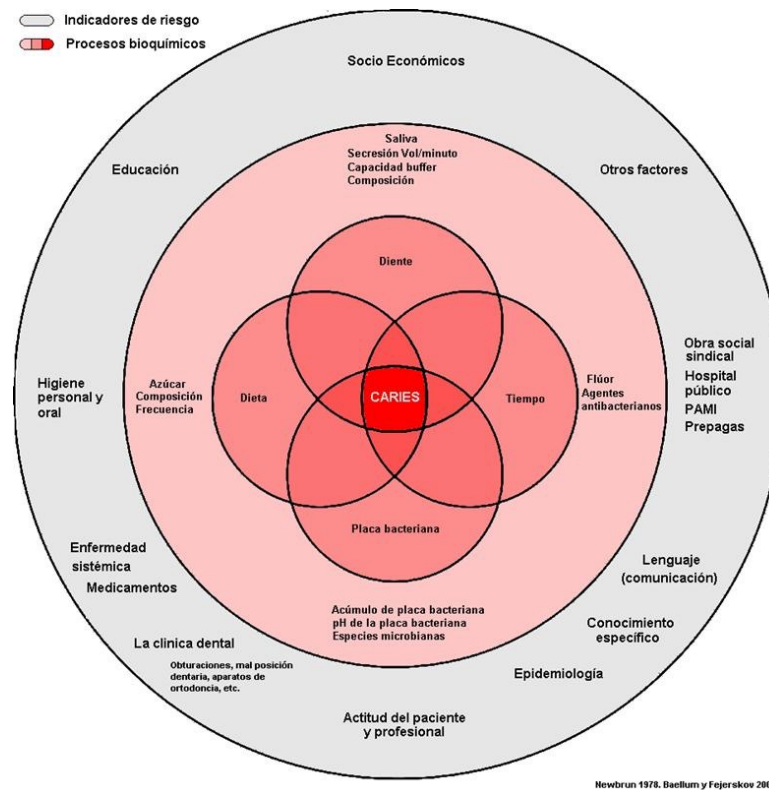 Indicadores de riesgo
Procesos bioquímicos
Socio Económicos
Educación
Otros factores
Saliva
Secresión Vol/minuto
Capacidad buffer
Composición
Diente
Higiene
personal y
oral
Azúcar
Composición
Frecuencia
Dieta
CARIES
Tiempo
Flúor
Agentes
antibacterianos
Obra social
sindical
Hospital
público
PAMI
Prepagas
Placa bacteriana
Enfermedad
sistémica
Medicamentos
Lenguaje
(comunicación)
Acúmulo de placa bacteriana
pH de la placa bacteriana
Especies microbianas
Conocimiento
específico
La clinica dental
Obturaciones, mal posición
dentaria, aparatos de
ortodoncia, etc.
Epidemiología
Actitud del paciente
y profesional
Newbrun 1978. Baellum y Fejerskov